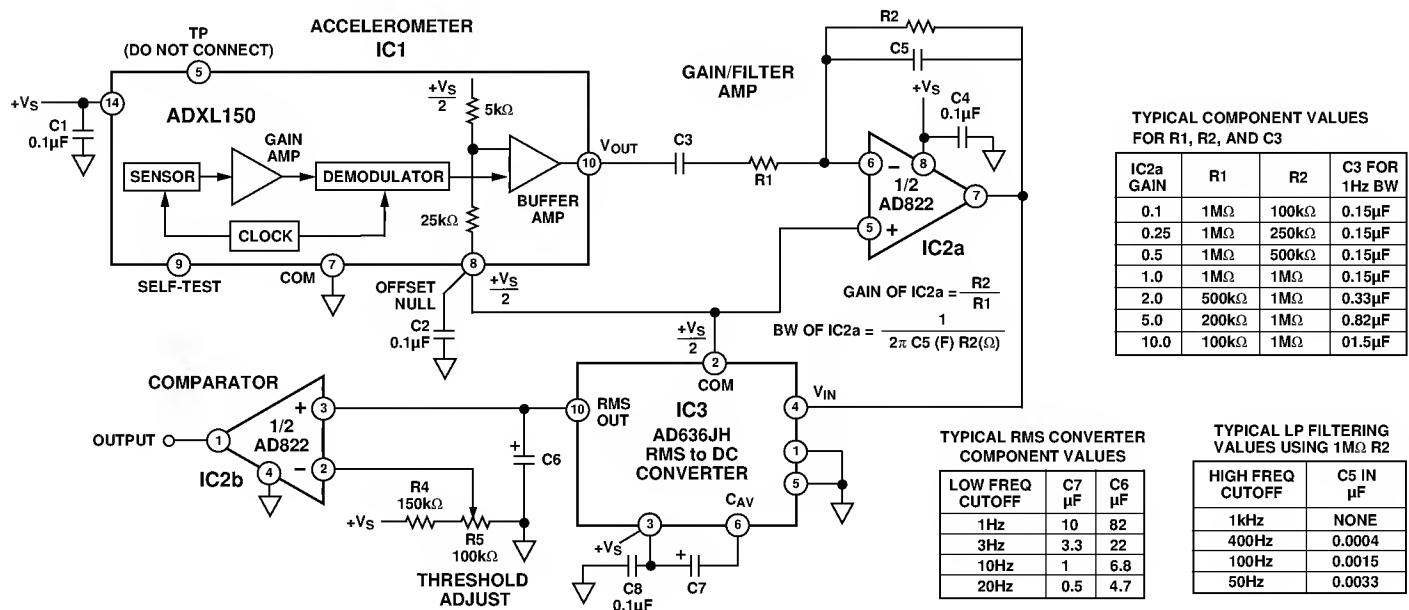 ACCELEROMETER
IC1
TP
(DO NOT CONNECT)
5
+VS
14
C1
0.1µF
ADXL150
+VS
2
5kΩ
GAIN
AMP
SENSOR
DEMODULATOR
BUFFER
AMP
25kΩ
CLOCK
10
VOUT
9
SELF-TEST
COM
7
8
OFFSET
NULL
+VS
2
C2
0.1µF
GAIN/FILTER
AMP
C3
R1
R2
C5
+VS
C4
0.1µF
6
–
8
1/2
AD822
7
5
+
IC2a
GAIN OF IC2a = R2
R1
BW OF IC2a = 1
2π C5 (F) R2(Ω)
+VS
2
2
COM
VIN
4
10
RMS
OUT
IC3
AD636JH
RMS to DC
CONVERTER
1
5
CAV
3
6
+VS
+
C8
0.1µF
C7
COMPARATOR
+
3
1/2
AD822
OUTPUT
1
–
2
4
IC2b
+
C6
R4
150kΩ
+VS
R5
100kΩ
THRESHOLD
ADJUST
TYPICAL COMPONENT VALUES
FOR R1, R2, AND C3
IC2a
GAIN
R1
R2
C3 FOR
1Hz BW
0.1 1MΩ 100kΩ 0.15µF
0.25 1MΩ 250kΩ 0.15µF
0.5 1MΩ 500kΩ 0.15µF
1.0 1MΩ 1MΩ 0.15µF
2.0 500kΩ 1MΩ 0.33µF
5.0 200kΩ 1MΩ 0.82µF
10.0 100kΩ 1MΩ 01.5µF
TYPICAL RMS CONVERTER
COMPONENT VALUES
LOW FREQ
CUTOFF
C7
µF
C6
µF
1Hz 10 82
3Hz 3.3 22
10Hz 1 6.8
20Hz 0.5 4.7
TYPICAL LP FILTERING
VALUES USING 1MΩ R2
HIGH FREQ
CUTOFF
C5 IN
µF
1kHz NONE
400Hz 0.0004
100Hz 0.0015
50Hz 0.0033